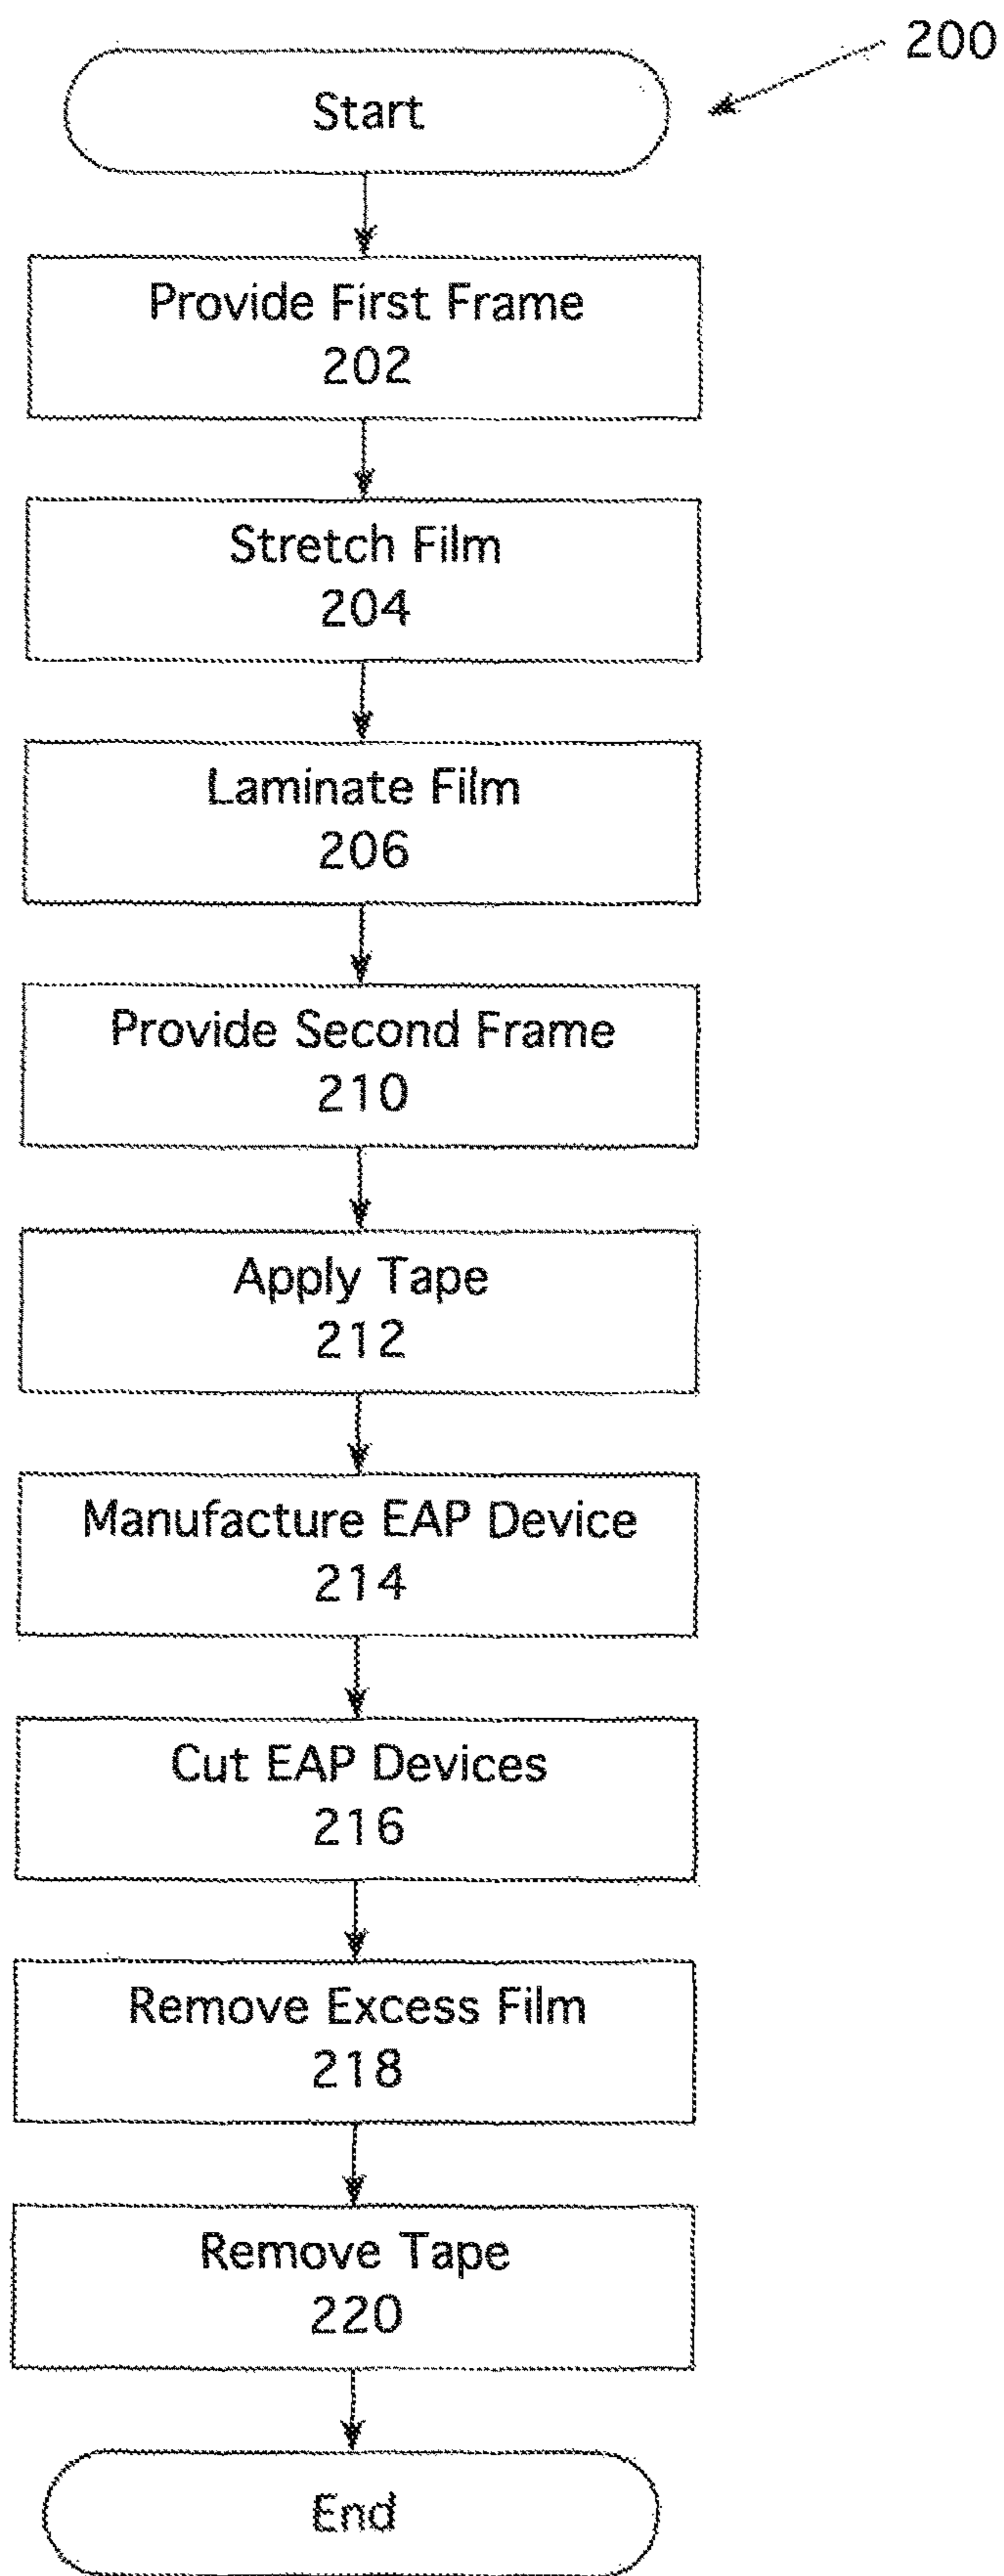 200
Start
Provide First Frame
202
Stretch Film
204
Laminate Film
206
Provide Second Frame
210
Apply Tape
212
Manufacture EAP Device
214
Cut EAP Devices
216
Remove Excess Film
218
Remove Tape
220
End